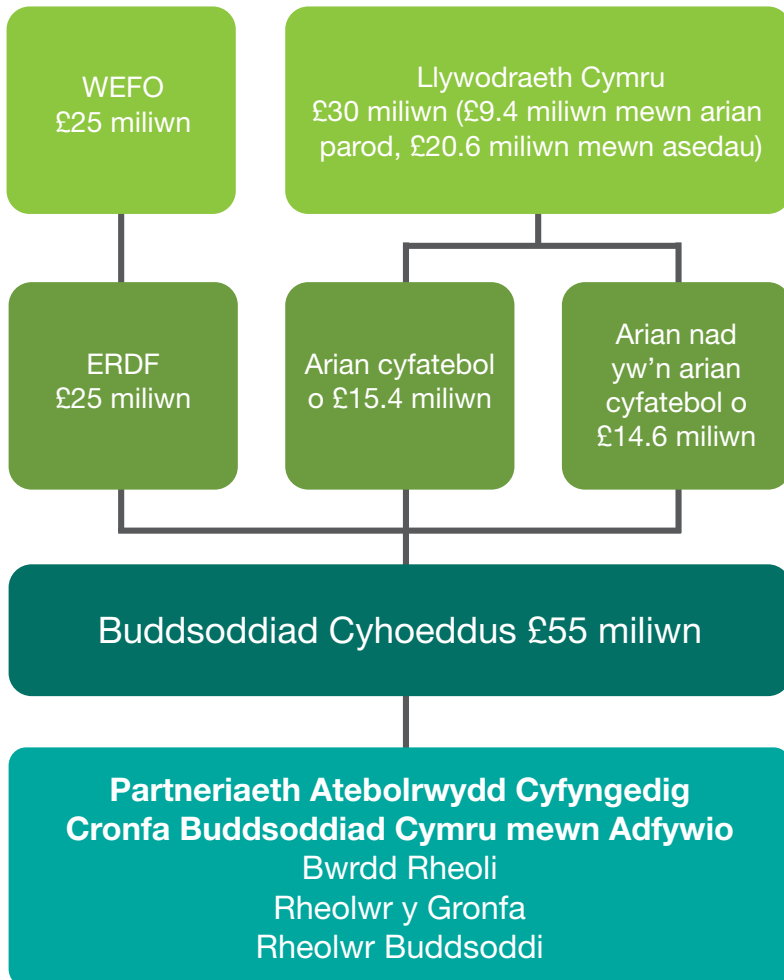 WEFO
£25 miliwn
Llywodraeth Cymru
£30 miliwn (£9.4 miliwn mewn arian
parod, £20.6 miliwn mewn asedau)
ERDF
£25 miliwn
Arian cyfatebol
o £15.4 miliwn
Arian nad
yw'n arian
cyfatebol o
£14.6 miliwn
Buddsoddiad Cyhoeddus £55 miliwn
Partneriaeth Atebolrwydd Cyfyngedig
Cronfa Buddsoddiad Cymru mewn Adfywio
Bwrdd Rheoli
Rheolwr y Gronfa
Rheolwr Buddsoddi